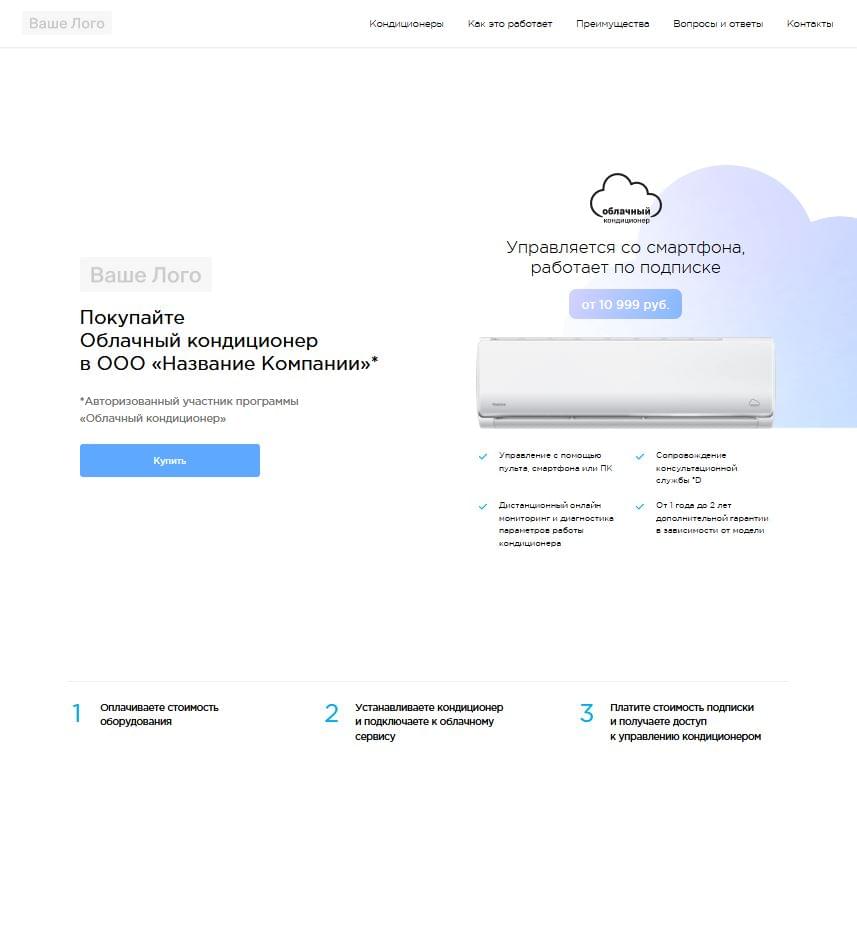 Ваше Лого
Кондиционеры
Как это работает
Преимущества
Вопросы и ответы
Контакты
Ваше Лого
Покупайте
Облачный кондиционер
в ООО «Название Компании»*
*Авторизованный участник программы
«Облачный кондиционер»
Купить
облачный
кондиционер
Управляется со смартфона,
работает по подписке
от 10 999 руб.
Управление с помощью
пульта, смартфона или ПК
Сопровождение
консультационной
службы *D
Дистанционный онлайн
мониторинг и диагностика
параметров работы
кондиционера
От 1 года до 2 лет
дополнительной гарантии
в зависимости от модели
1
Оплачиваете стоимость
оборудования
2
Устанавливаете кондиционер
и подключаете к облачному
сервису
3
Платите стоимость подписки
и получаете доступ
к управлению кондиционером